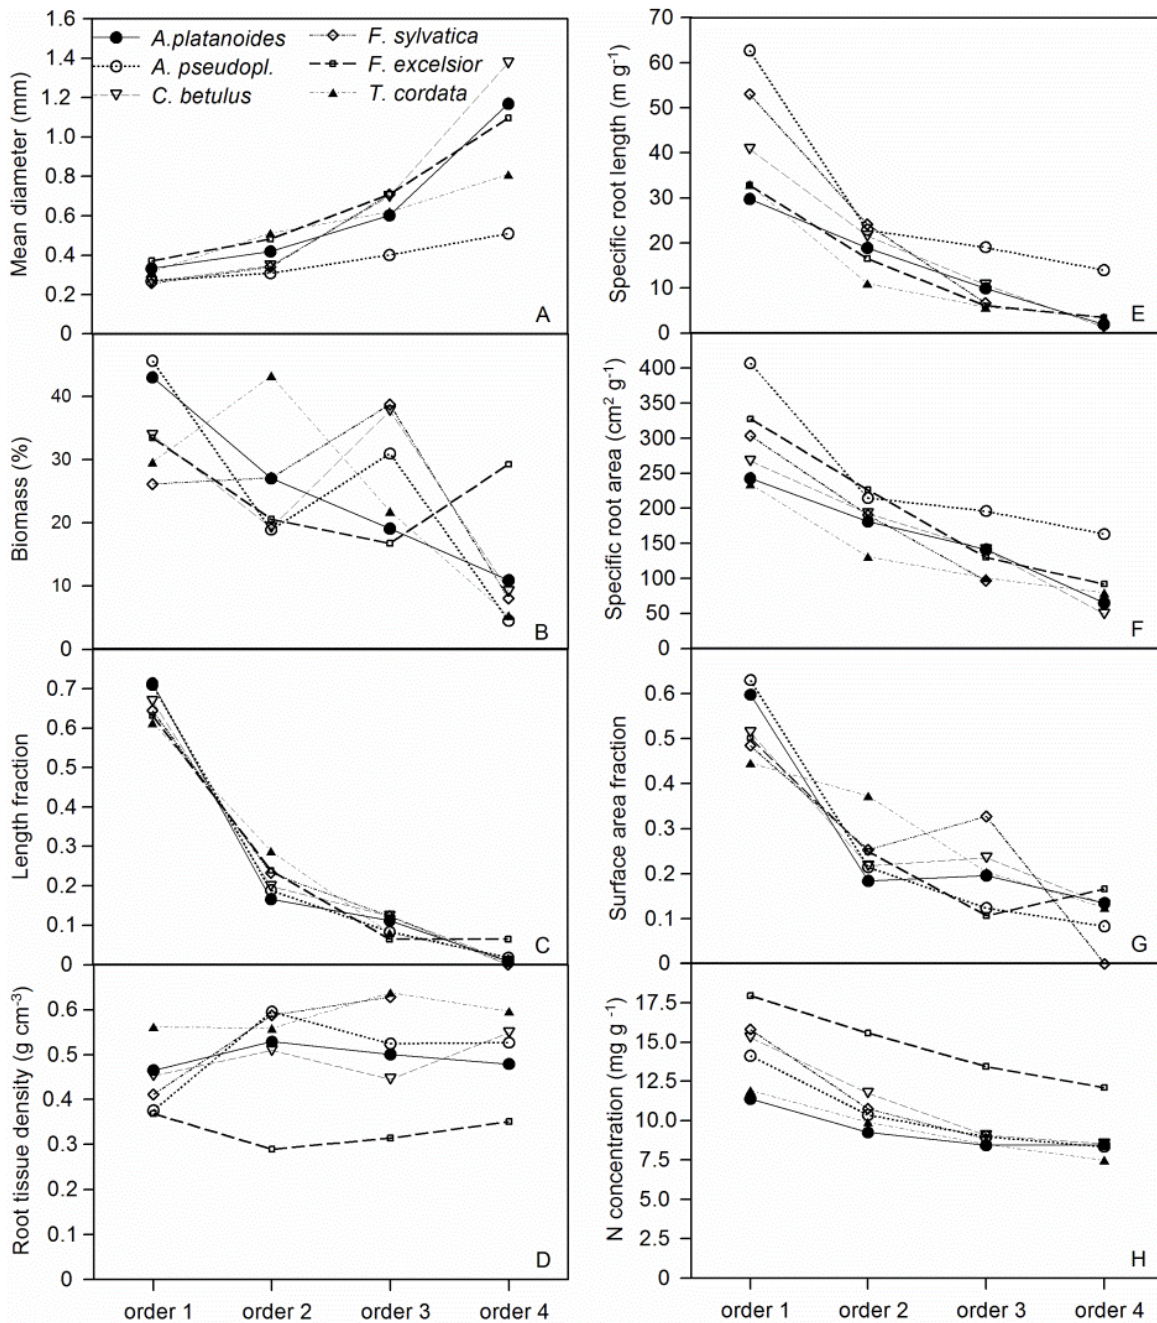 1.6
1.4
1.2
1.0
0.8
0.6
0.4
0.2
0
Mean diameter (mm)
A.platanoides
A. pseudopl.
C. betulus
F. sylvatica
F. excelsior
T. cordata
A
40
30
20
10
0
Biomass (%)
B
0.7
0.6
0.5
0.4
0.3
0.2
0.1
0
Length fraction
C
0.6
0.5
0.4
0.3
0.2
0.1
0
Root tissue density (g cm-3)
D
order 1 order 2 order 3 order 4
70
60
50
40
30
20
10
0
Specific root length (m g-1)
E
400
350
300
250
200
150
100
50
0
Specific root area (cm2 g-1)
F
0.6
0.5
0.4
0.3
0.2
0.1
0
Surface area fraction
G
17.5
15.0
12.5
10.0
7.5
5.0
2.5
0
N concentration (mg g-1)
H
order 1 order 2 order 3 order 4